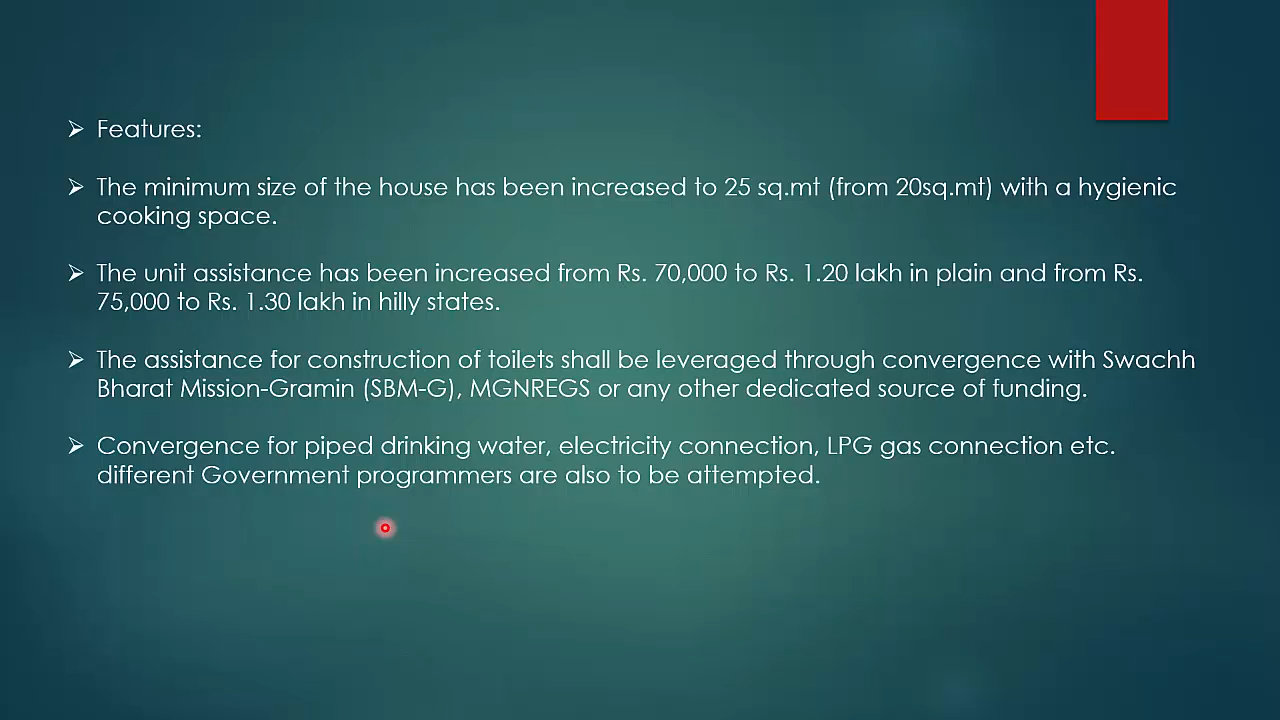 Features:
The minimum size of the house has been increased to 25 sq.mt (from 20sq.mt) with a hygienic
cooking space.
The unit assistance has been increased from Rs. 70,000 to Rs. 1.20 lakh in plain and from Rs.
75,000 to Rs. 1.30 lakh in hilly states.
The assistance for construction of toilets shall be leveraged through convergence with Swachh
Bharat Mission-Gramin (SBM-G), MGNREGS or any other dedicated source of funding.
Convergence for piped drinking water, electricity connection, LPG gas connection etc.
different Government programmers are also to be attempted.